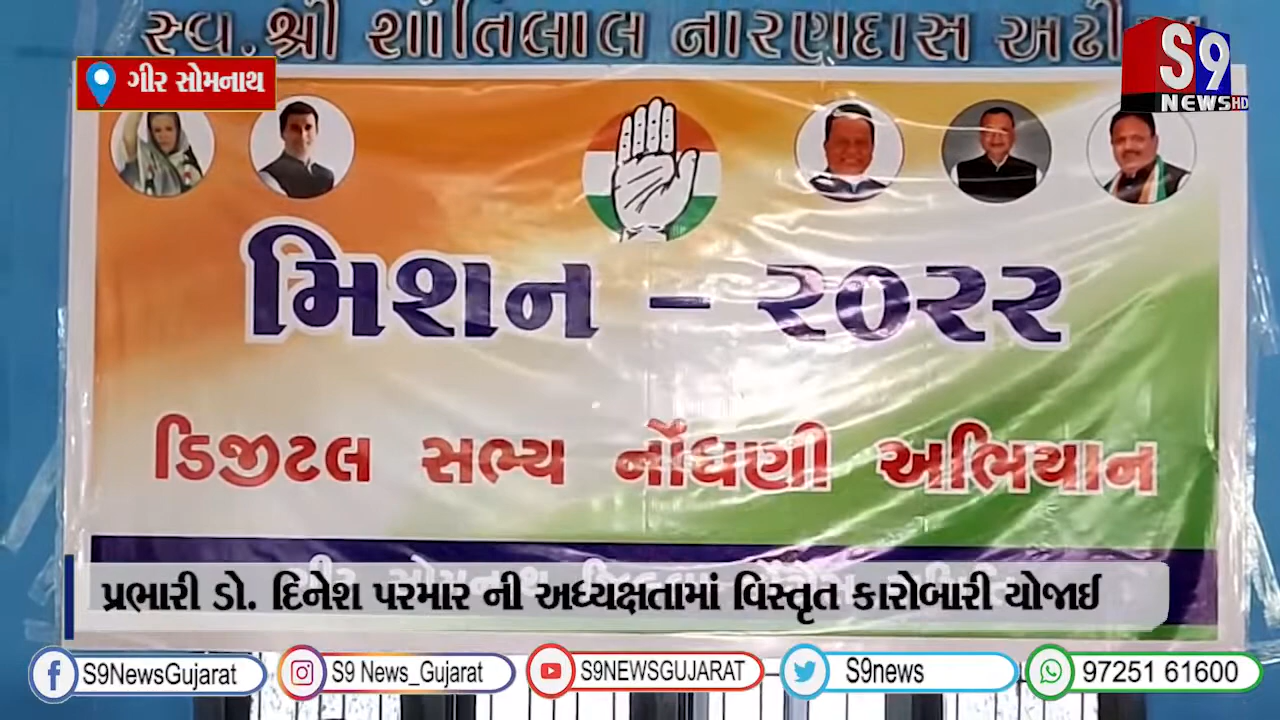 સ્વ. શ્રી શાંતિલાલ નારણદાસ
S9
NEWS HD
ગીર સોમનાથ
મિશન - ૨૦૨૨
ડિજીટલ સભ્ય નોંધણી અભિયાન
પ્રભારી ડો. દિનેશ પરમાર ની અધ્યક્ષતામાં વિસ્તૃત કારોબારી યોજાઈ
S9NewsGujarat
S9 News_Gujarat
S9NEWSGUJARAT
S9news
97251 61600